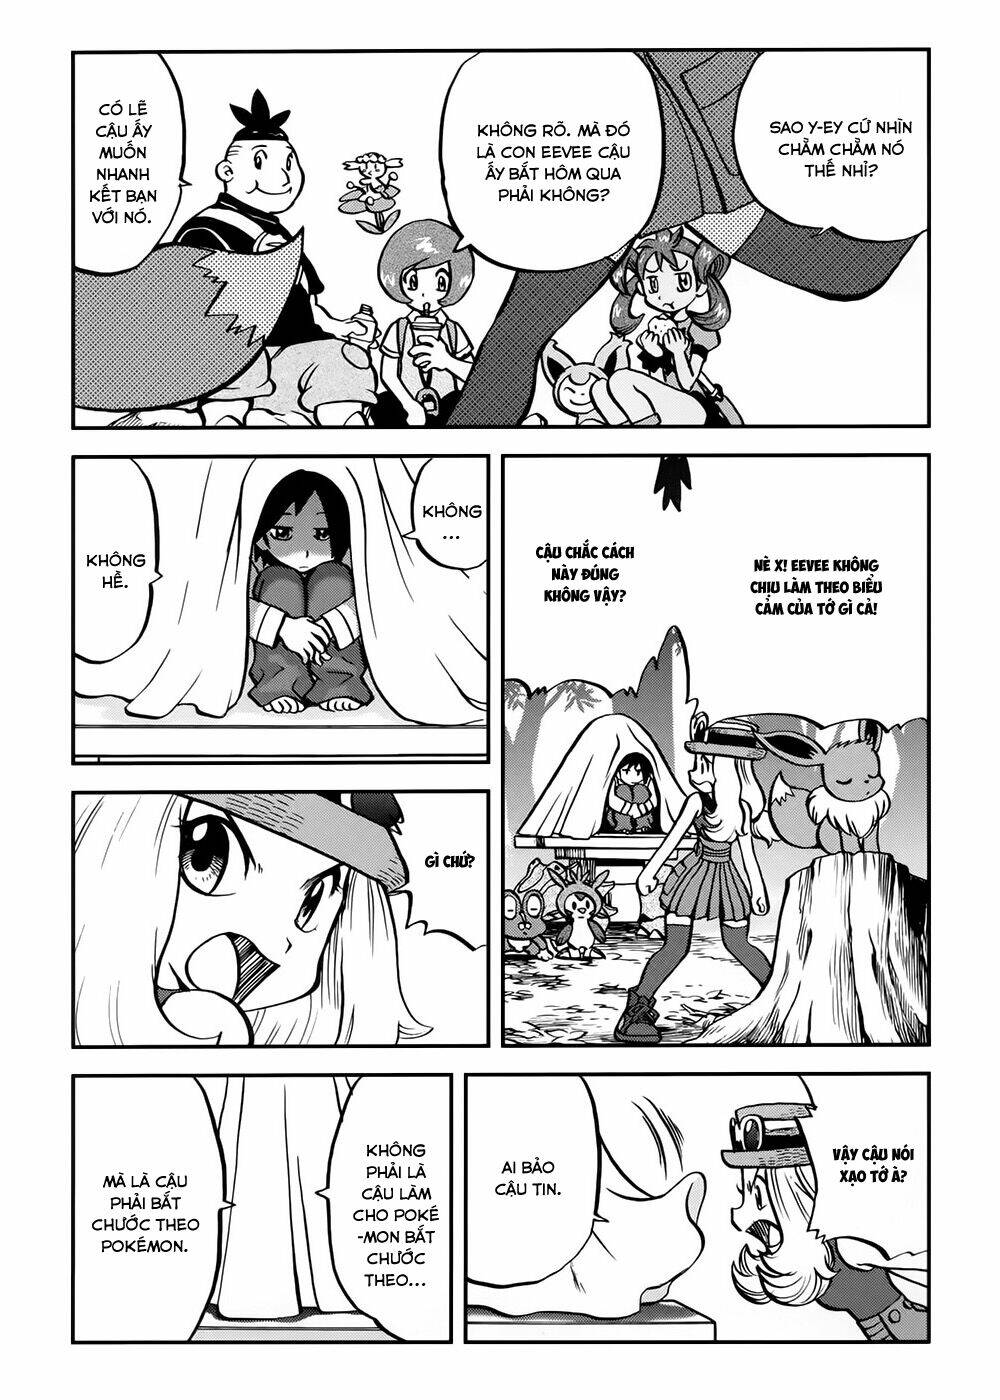 SAO Y-EY CỨ NHÌN
CHẰM CHẰM NÓ
THẾ NHỈ?
KHÔNG RÕ. MÀ ĐÓ
LÀ CON EEVEE CẬU
ẤY BẮT HÔM QUA
PHẢI KHÔNG?
CÓ LẼ
CẬU ẤY
MUỐN
NHANH
KẾT BẠN
VỚI NÓ.
NÈ X! EEVEE KHÔNG
CHỊU LÀM THEO BIỂU
CẢM CỦA TỚ GÌ CẢ!
CẬU CHẮC CÁCH
NÀY ĐÚNG
KHÔNG VẬY?
KHÔNG
...
KHÔNG
HỀ.
GÌ CHỨ?
VẬY CẬU NÓI
XẠO TỚ À?
AI BẢO
CẬU TIN.
KHÔNG
PHẢI LÀ
CẬU LÀM
CHO POKÉ
-MON BẮT
CHƯỚC
THEO...
MÀ LÀ CẬU
PHẢI BẮT
CHƯỚC THEO
POKÉMON.